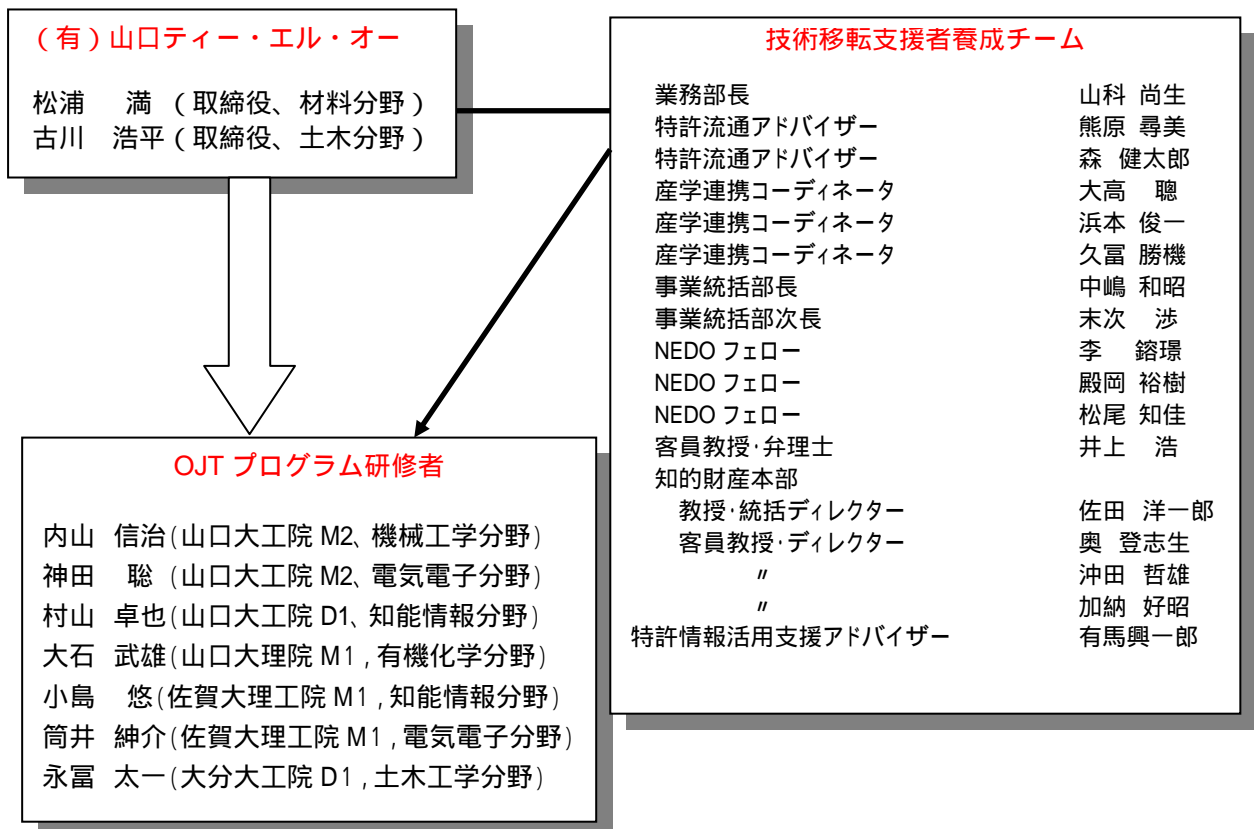 (有)山口ティー・エル・オー
松浦 満 (取締役、材料分野)
古川 浩平(取締役、土木分野)
技術移転支援者養成チーム
業務部長 山科 尚生
特許流通アドバイザー 熊原 尋美
特許流通アドバイザー 森 健太郎
産学連携コーディネータ 大高 聰
産学連携コーディネータ 浜本 俊一
産学連携コーディネータ 久冨 勝機
事業統括部長 中嶋 和昭
事業統括部次長 末次 渉
NEDO フェロー 李 鎔璟
NEDO フェロー 殿岡 裕樹
NEDO フェロー 松尾 知佳
客員教授・弁理士 井上 浩
知的財産本部
教授・統括ディレクター 佐田 洋一郎
客員教授・ディレクター 奥 登志生
〃 沖田 哲雄
〃 加納 好昭
特許情報活用支援アドバイザー 有馬興一郎
OJT プログラム研修者
内山 信治(山口大工院 M2、機械工学分野)
神田 聡 (山口大工院 M2、電気電子分野)
村山 卓也(山口大工院 D1、知能情報分野)
大石 武雄(山口大理院 M1,有機化学分野)
小島 悠(佐賀大理工院 M1,知能情報分野)
筒井 紳介(佐賀大理工院 M1,電気電子分野)
永冨 太一(大分大工院 D1,土木工学分野)